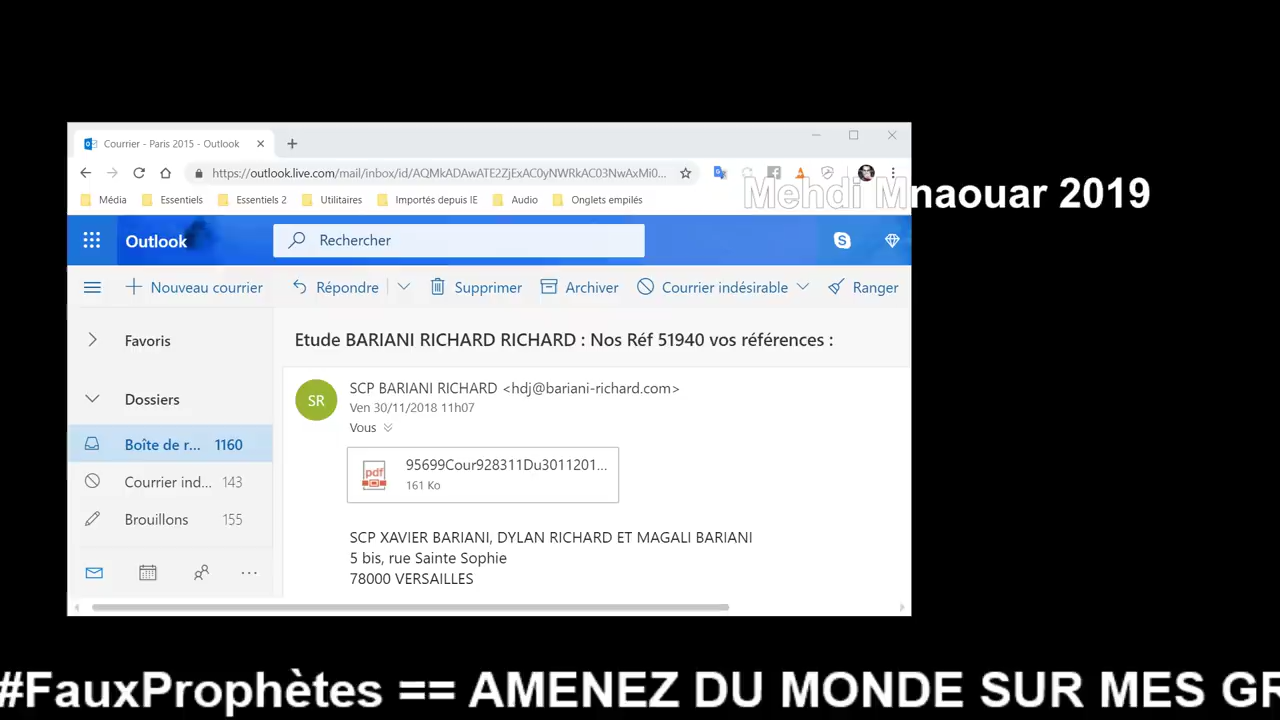 Courrier - Paris 2015 - Outlook
https://outlook.live.com/mail/inbox/id/AQMkADAwATE2ZjExAC0yNWRkAC03NwAxMi0...
Média Essentiels Essentiels 2 Utilitaires Importés depuis IE Audio Onglets empilés
Mehdi Mnaouar 2019
Outlook Rechercher
Nouveau courrier Répondre Supprimer Archiver Courrier indésirable Ranger
Favoris
Etude BARIANI RICHARD RICHARD : Nos Réf 51940 vos références :
Dossiers
SR
SCP BARIANI RICHARD <hdj@bariani-richard.com>
Ven 30/11/2018 11h07
Vous
Boîte de r... 1160
pdf
95699Cour928311Du3011201...
161 Ko
Courrier ind... 143
Brouillons 155
SCP XAVIER BARIANI, DYLAN RICHARD ET MAGALI BARIANI
5 bis, rue Sainte Sophie
78000 VERSAILLES
#FauxProphètes == AMENEZ DU MONDE SUR MES GR